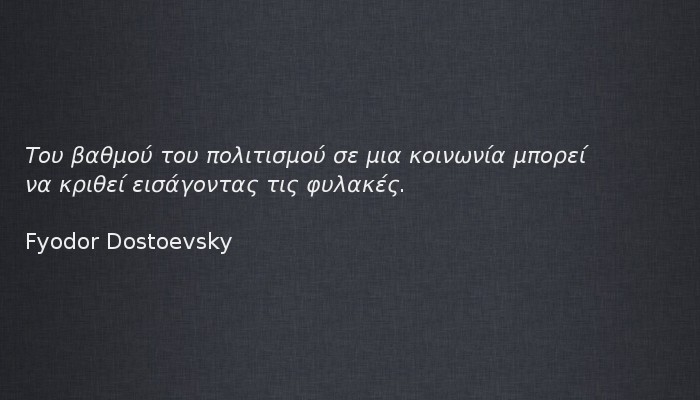 Του βαθμού του πολιτισμού σε μια κοινωνία μπορεί
να κριθεί εισάγοντας τις φυλακές.
Fyodor Dostoevsky